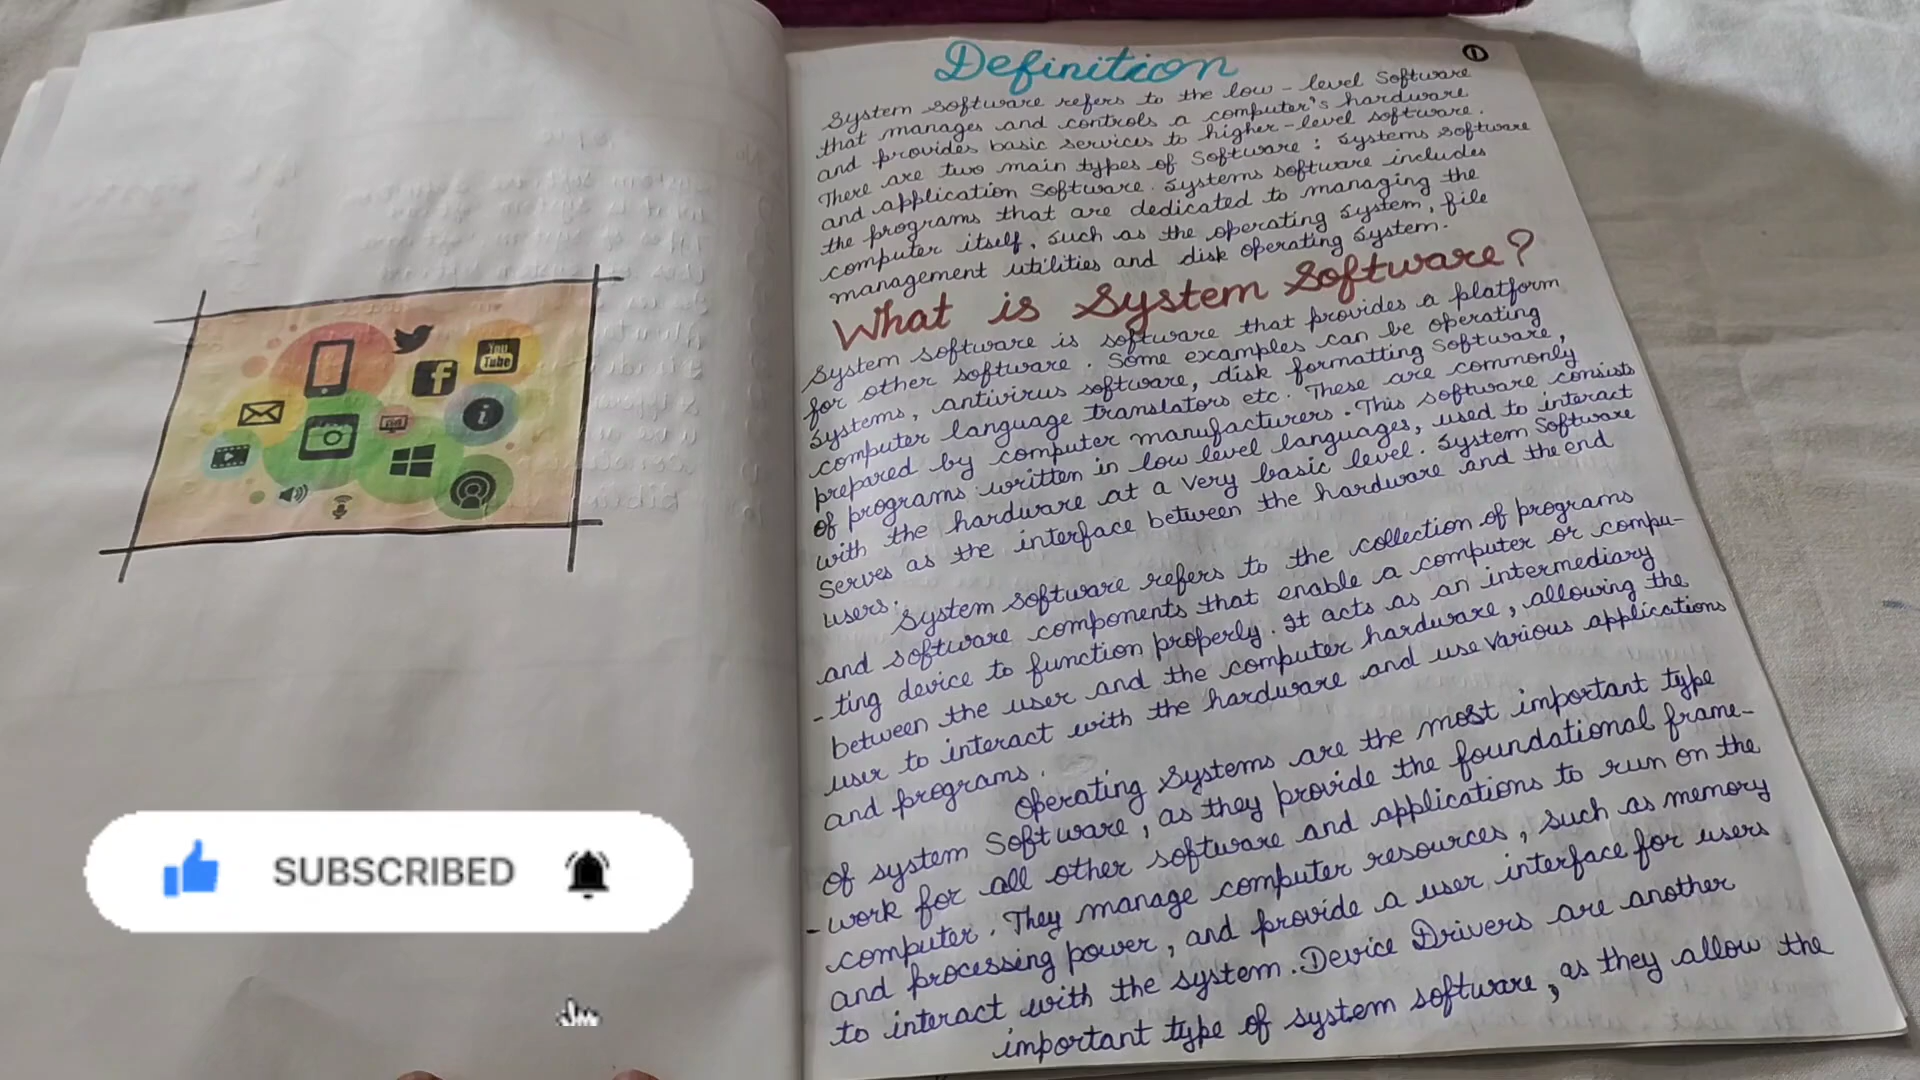 You
Tube
f
i
SUBSCRIBED
1
Definition
System software refers to the low-level Software
that manages and controls a computer's hardware
and provides basic services to higher-level software.
There are two main types of Software: Systems software
and application Software. Systems software includes
the programs that are dedicated to managing the
computer itself, such as the operating system, file
management utilities and disk operating system.
What is System Software?
System software is software that provides a platform
for other software. Some examples can be operating
systems, antivirus software, disk formatting software,
computer language translators etc. These are commonly
prepared by computer manufacturers. This software consists
of programs written in low level languages, used to interact
with the hardware at a very basic level. System Software
serves as the interface between the hardware and the end
users.
System software refers to the collection of programs
and software components that enable a computer or compu-
-ting device to function properly. It acts as an intermediary
between the user and the computer hardware, allowing the
user to interact with the hardware and use various applications
and programs.
Operating Systems are the most important type
of system Software, as they provide the foundational frame-
-work for all other software and applications to run on the
computer. They manage computer resources, such as memory
and processing power, and provide a user interface for users
to interact with the system. Device Drivers are another
important type of system software, as they allow the